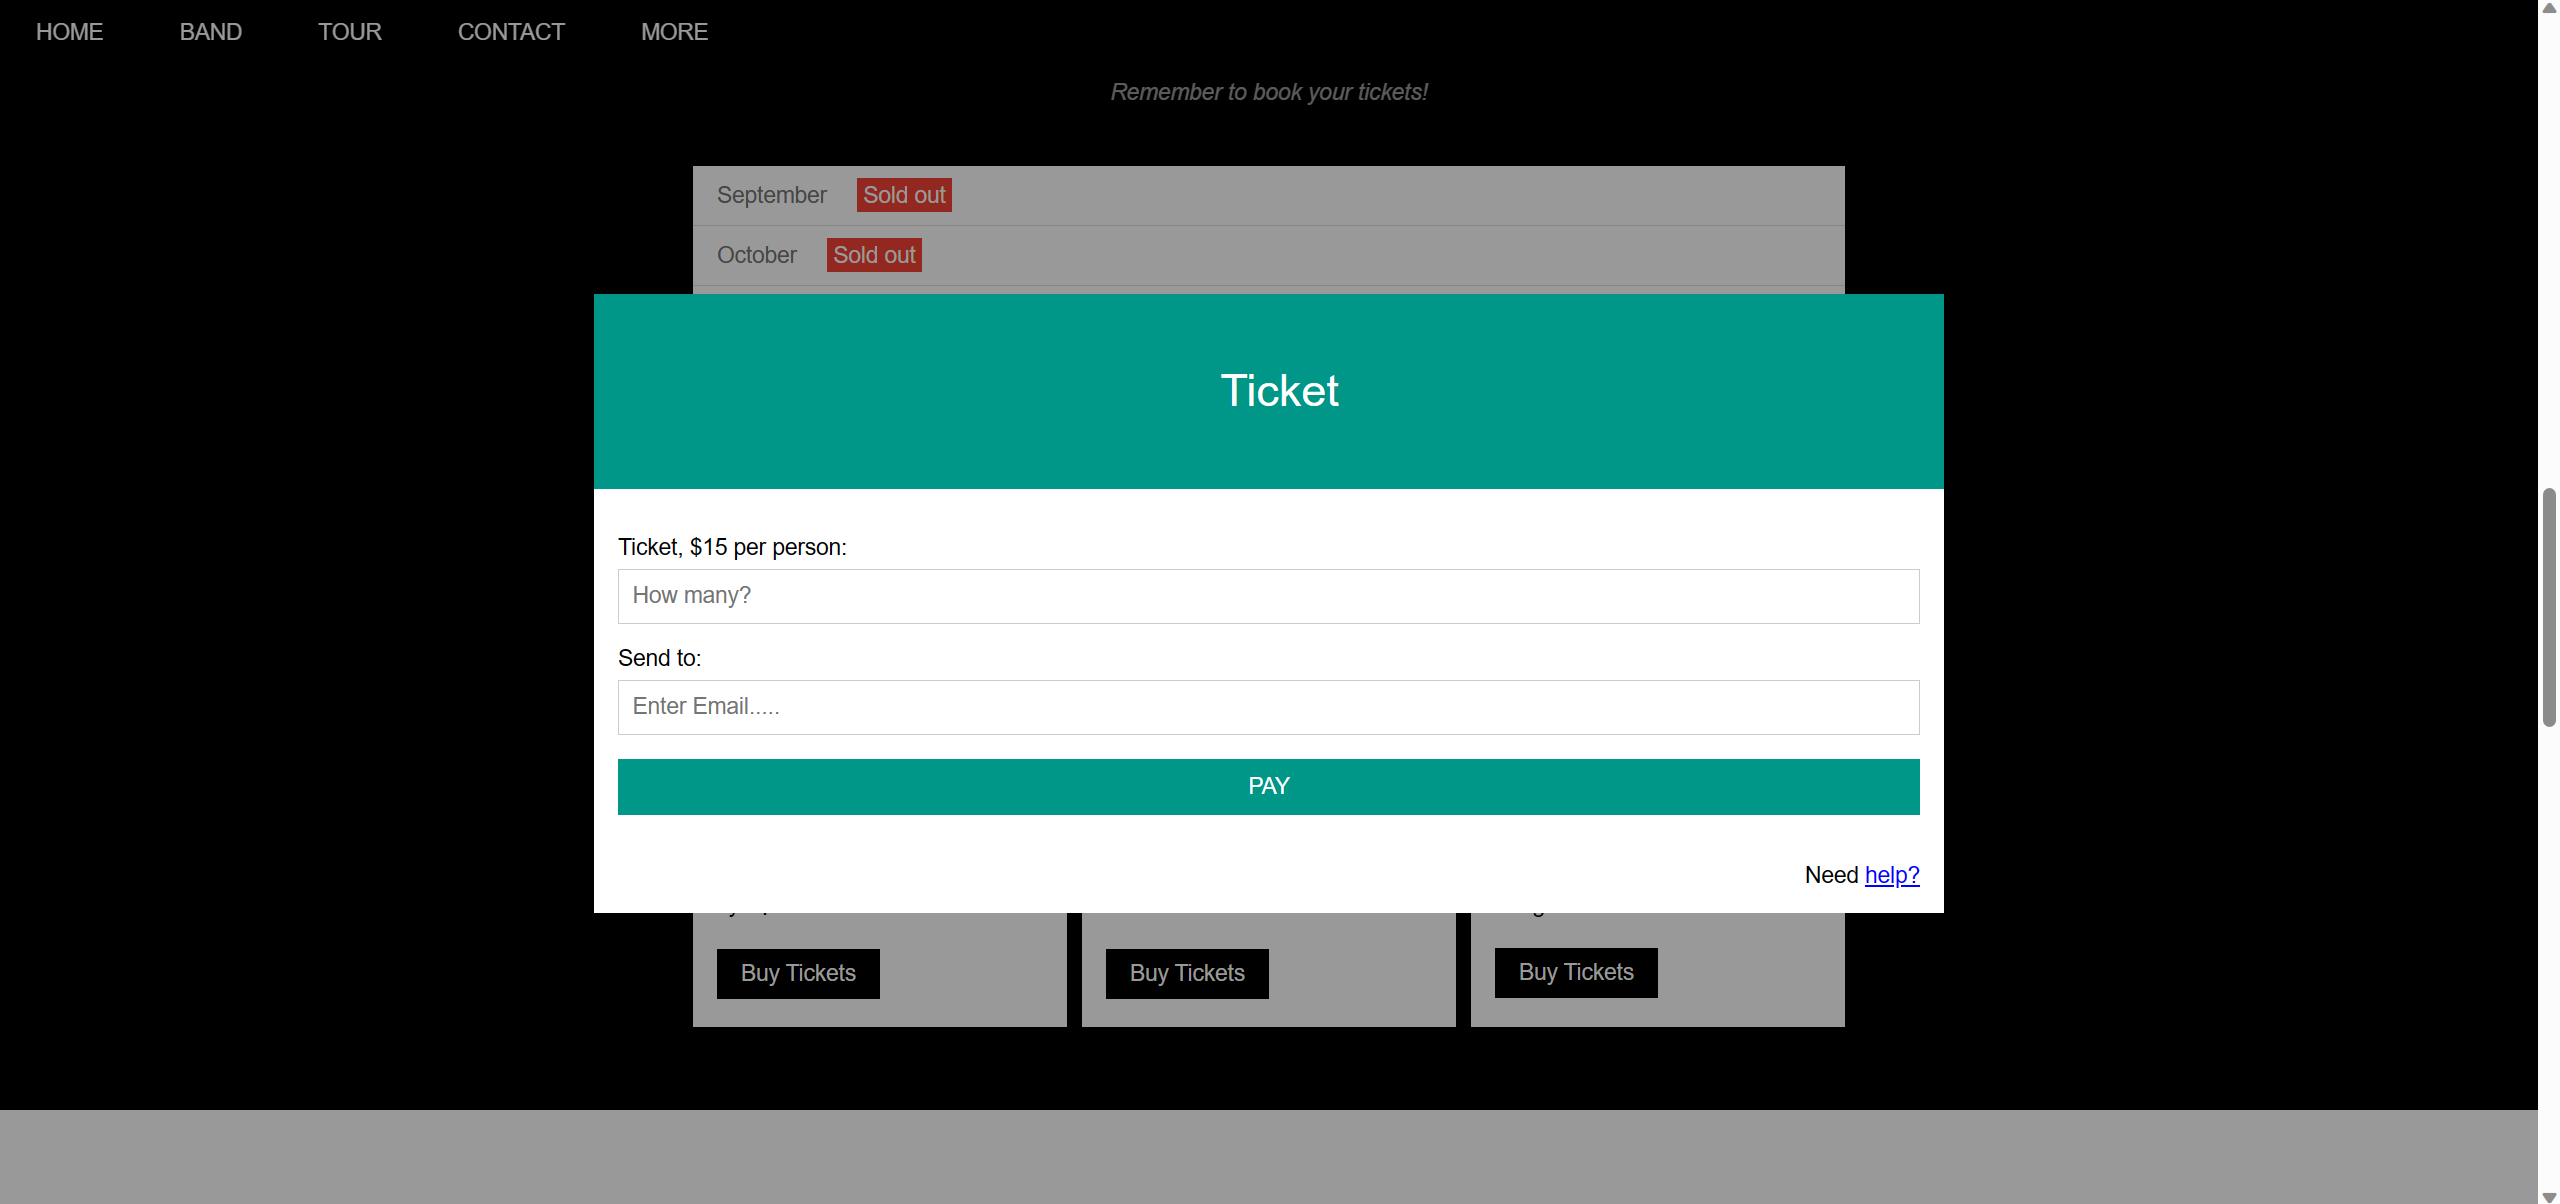 HOME BAND TOUR CONTACT MORE
Remember to book your tickets!
September Sold out
October Sold out
Ticket
Ticket, $15 per person:
How many?
Send to:
Enter Email.....
PAY
Need help?
Buy Tickets Buy Tickets Buy Tickets